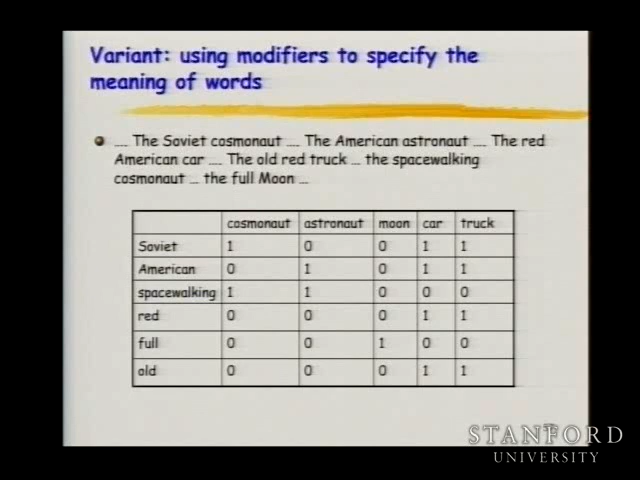 Variant: using modifiers to specify the
meaning of words
.... The Soviet cosmonaut .... The American astronaut .... The red
American car .... The old red truck ... the spacewalking
cosmonaut ... the full Moon ...
cosmonaut astronaut moon car truck
Soviet 1 0 0 1 1
American 0 1 0 1 1
spacewalking 1 1 0 0 0
red 0 0 0 1 1
full 0 0 1 0 0
old 0 0 0 1 1
STANFORD
UNIVERSITY